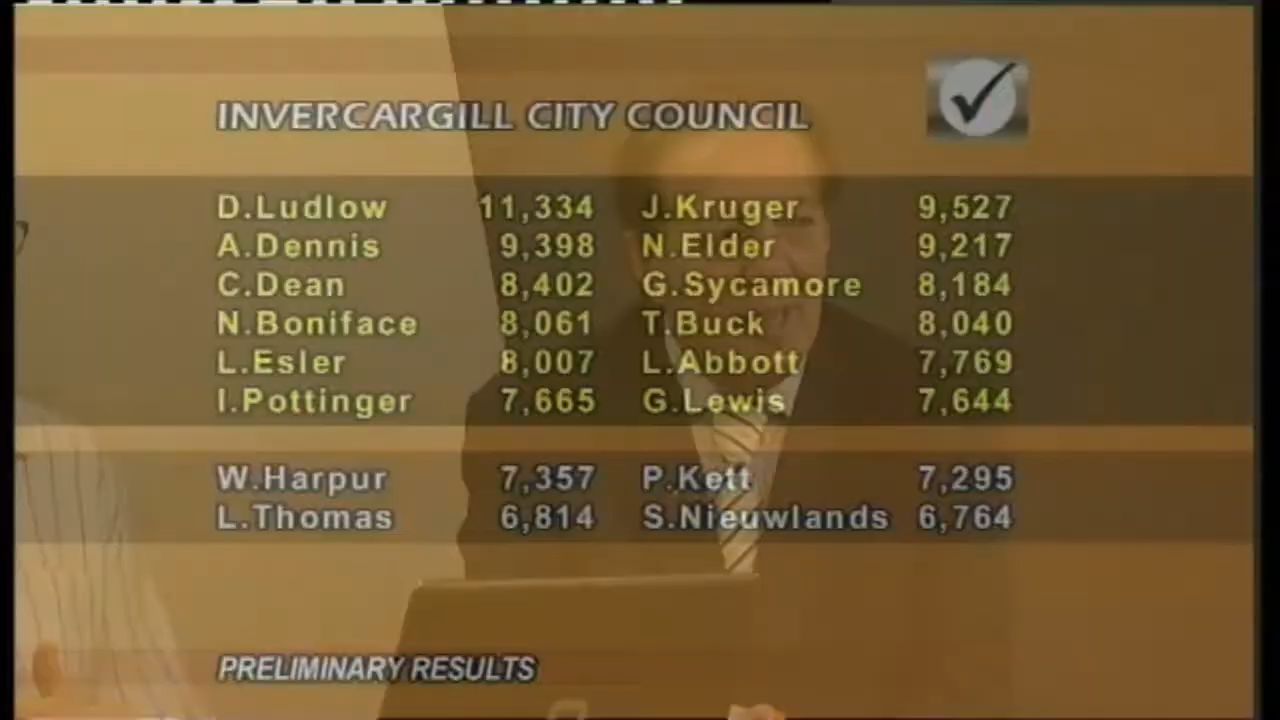 INVERCARGILL CITY COUNCIL
D.Ludlow 11,334 J.Kruger 9,527
A.Dennis 9,398 N.Elder 9,217
C.Dean 8,402 G.Sycamore 8,184
N.Boniface 8,061 T.Buck 8,040
L.Esler 8,007 L.Abbott 7,769
I.Pottinger 7,665 G.Lewis 7,644
W.Harpur 7,357 P.Kett 7,295
L.Thomas 6,814 S.Nieuwlands 6,764
PRELIMINARY RESULTS